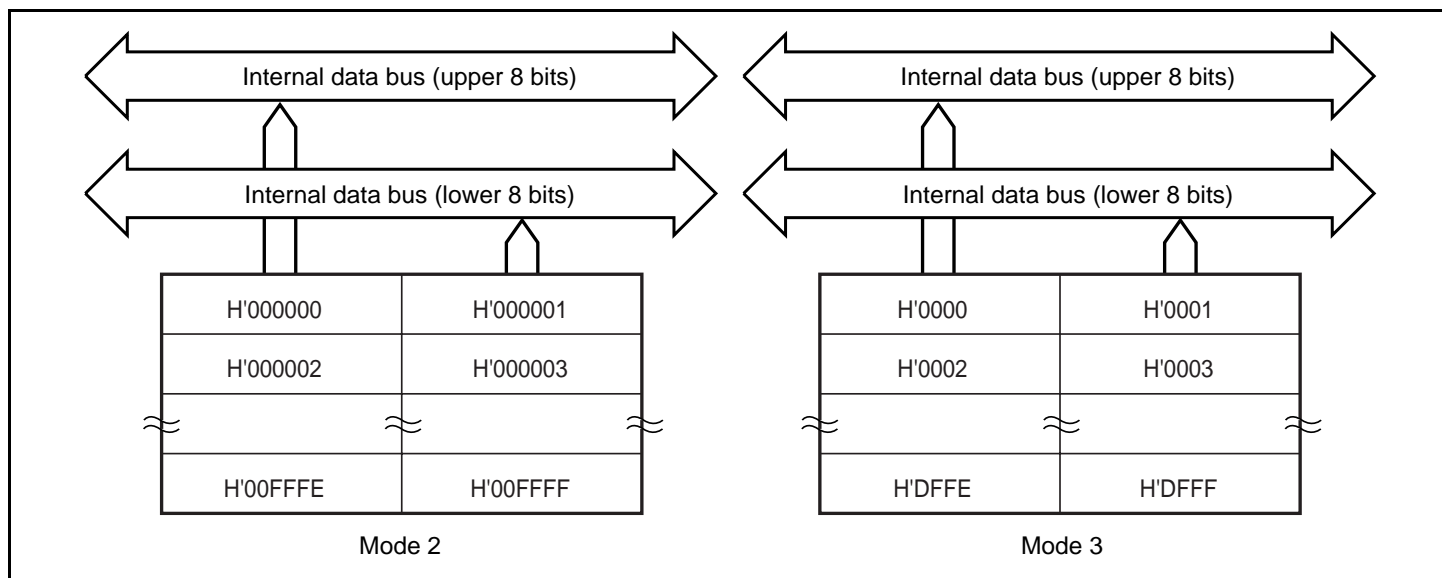 Internal data bus (upper 8 bits)
Internal data bus (lower 8 bits)
H'000000 H'000001
H'000002 H'000003
H'00FFFE H'00FFFF
Mode 2
Internal data bus (upper 8 bits)
Internal data bus (lower 8 bits)
H'0000 H'0001
H'0002 H'0003
H'DFFE H'DFFF
Mode 3